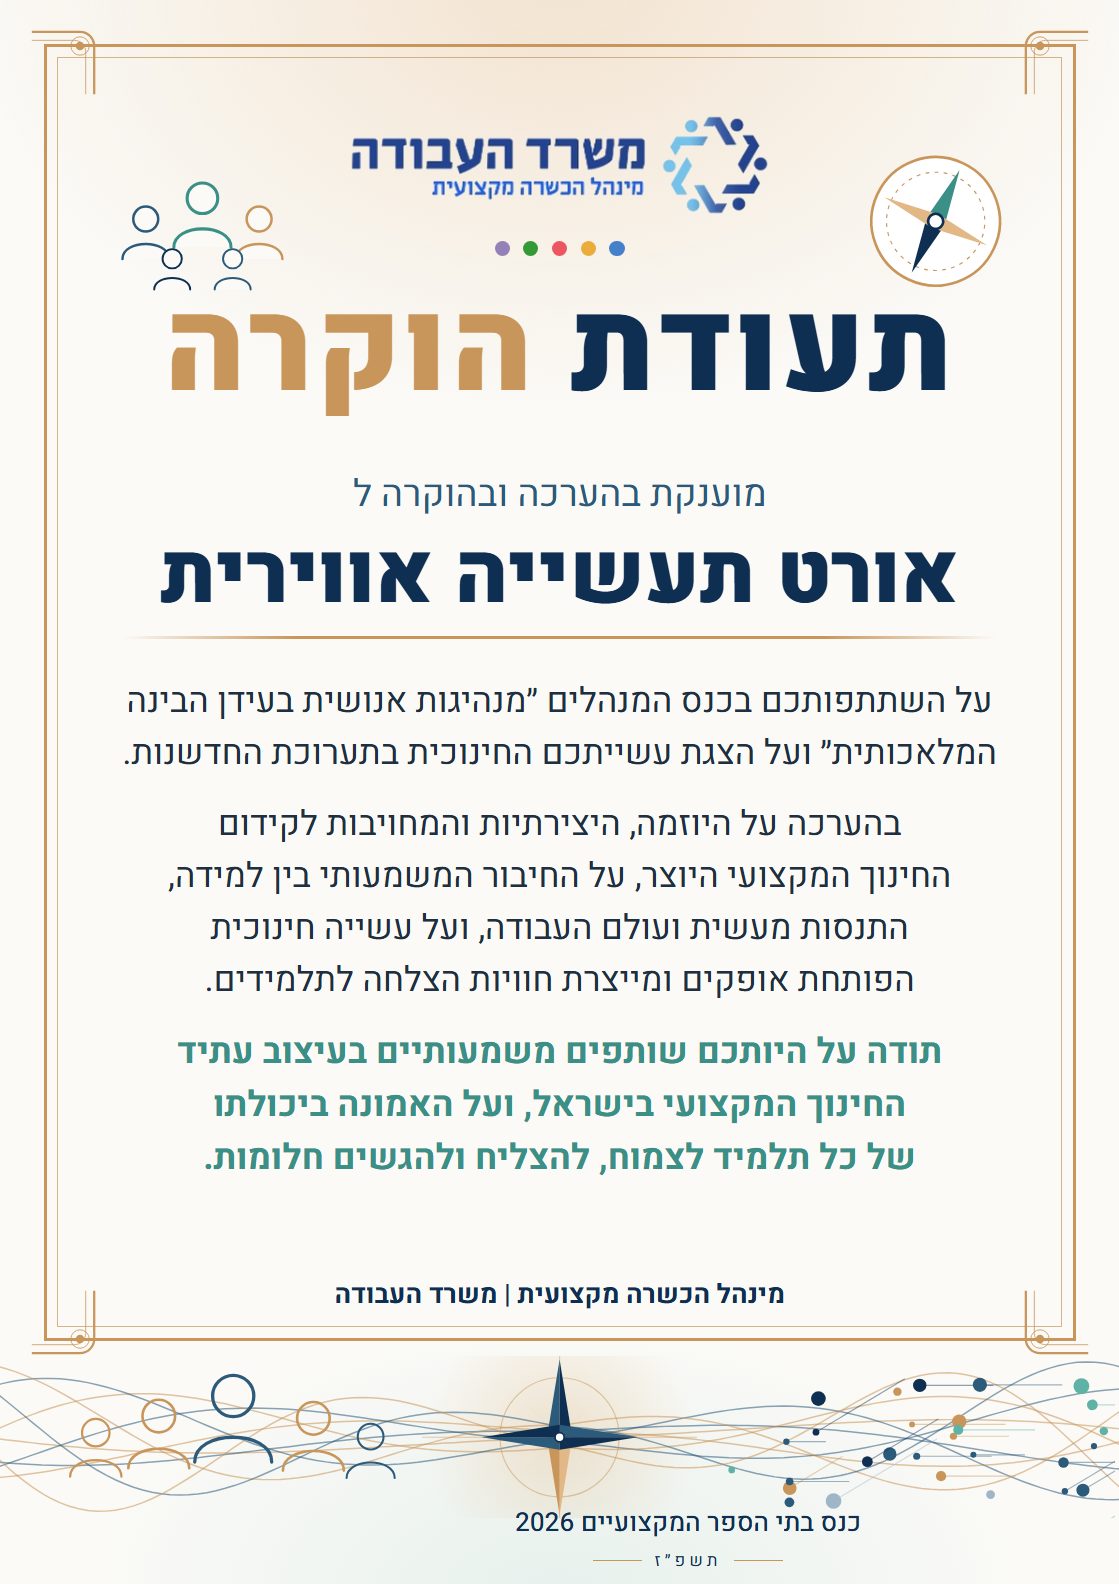 משרד העבודה
מינהל הכשרה מקצועית
תעודת הוקרה
מוענקת בהערכה ובהוקרה ל
אורט תעשייה אווירית
על השתתפותכם בכנס המנהלים ״מנהיגות אנושית בעידן הבינה
המלאכותית״ ועל הצגת עשייתכם החינוכית בתערוכת החדשנות.
בהערכה על היוזמה, היצירתיות והמחויבות לקידום
החינוך המקצועי היוצר, על החיבור המשמעותי בין למידה,
התנסות מעשית ועולם העבודה, ועל עשייה חינוכית
הפותחת אופקים ומייצרת חוויות הצלחה לתלמידים.
תודה על היותכם שותפים משמעותיים בעיצוב עתיד
החינוך המקצועי בישראל, ועל האמונה ביכולתו
של כל תלמיד לצמוח, להצליח ולהגשים חלומות.
מינהל הכשרה מקצועית | משרד העבודה
כנס בתי הספר המקצועיים 2026
תשפ״ז